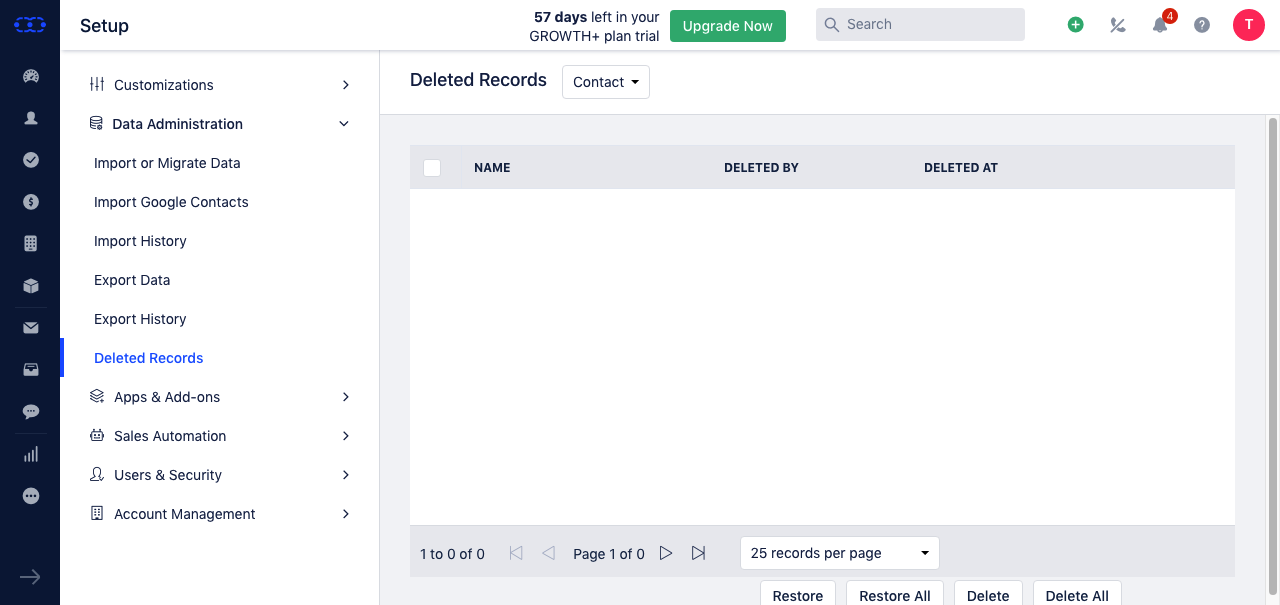 Setup
57 days left in your
GROWTH+ plan trial
Upgrade Now
Search
4
T
Customizations
Data Administration
Import or Migrate Data
Import Google Contacts
Import History
Export Data
Export History
Deleted Records
Apps & Add-ons
Sales Automation
Users & Security
Account Management
Deleted Records
Contact
NAME DELETED BY DELETED AT
1 to 0 of 0 Page 1 of 0 25 records per page
Restore Restore All Delete Delete All